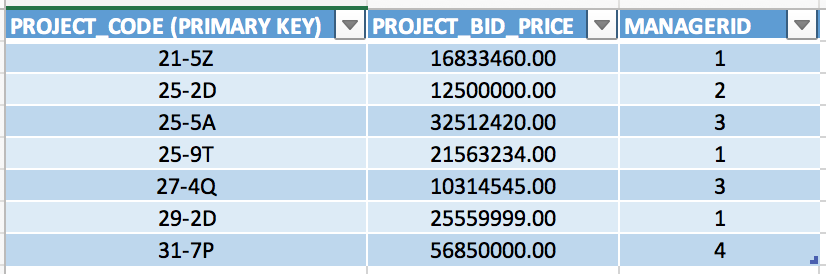 PROJECT_CODE (PRIMARY KEY) PROJECT_BID_PRICE MANAGERID
21-5Z 16833460.00 1
25-2D 12500000.00 2
25-5A 32512420.00 3
25-9T 21563234.00 1
27-4Q 10314545.00 3
29-2D 25559999.00 1
31-7P 56850000.00 4